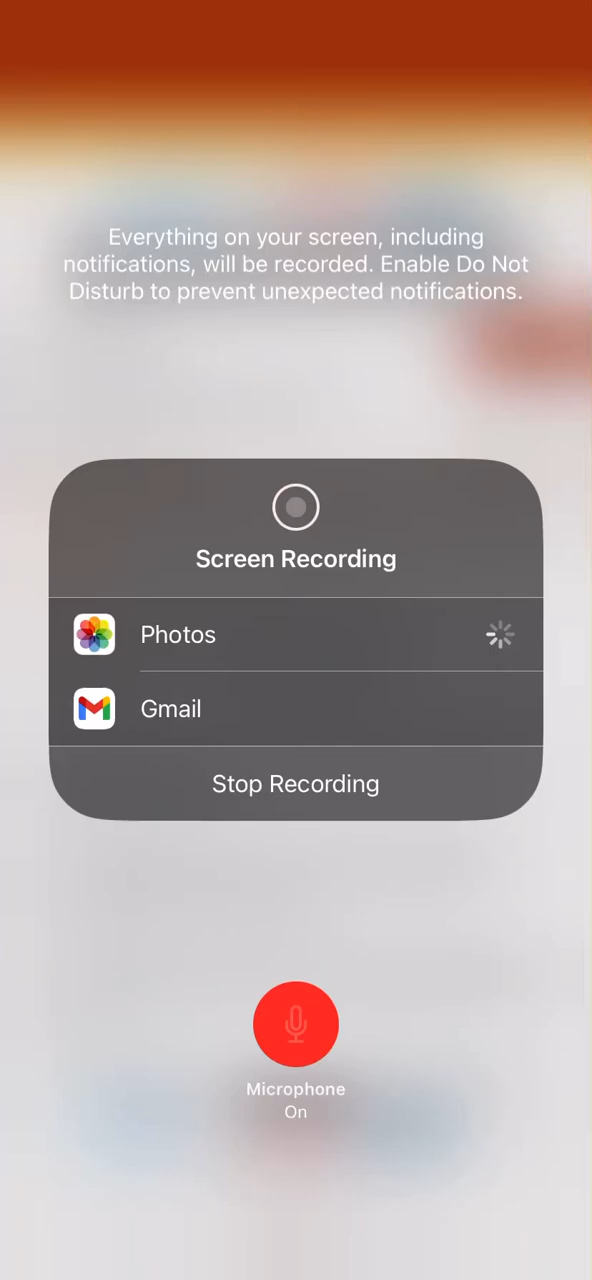 Everything on your screen, including
notifications, will be recorded. Enable Do Not
Disturb to prevent unexpected notifications.
Screen Recording
Photos
Gmail
Stop Recording
Microphone
On